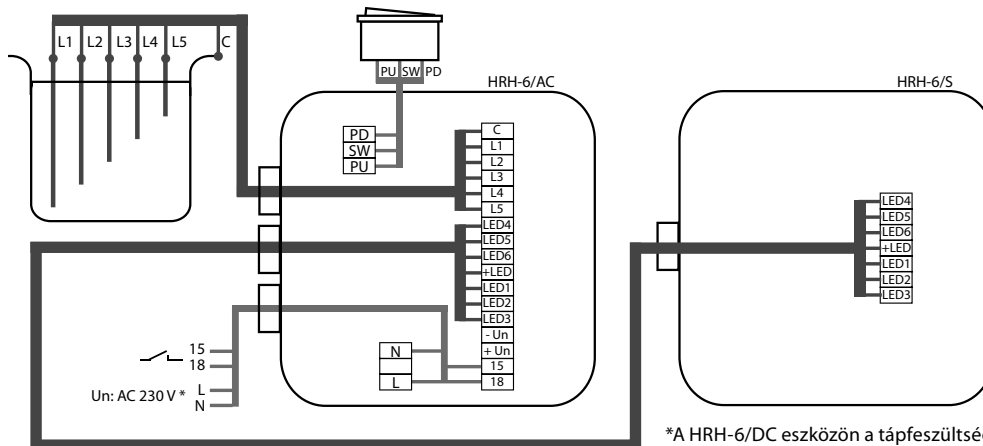 L1 L2 L3 L4 L5 C
PU SW PD
HRH-6/AC
PD
SW
PU
C
L1
L2
L3
L4
L5
LED4
LED5
LED6
+LED
LED1
LED2
LED3
- Un
+ Un
15
18
N
L
15
18
Un: AC 230 V * L
N
HRH-6/S
LED4
LED5
LED6
+LED
LED1
LED2
LED3
*A HRH-6/DC eszközön a tápfeszültsé